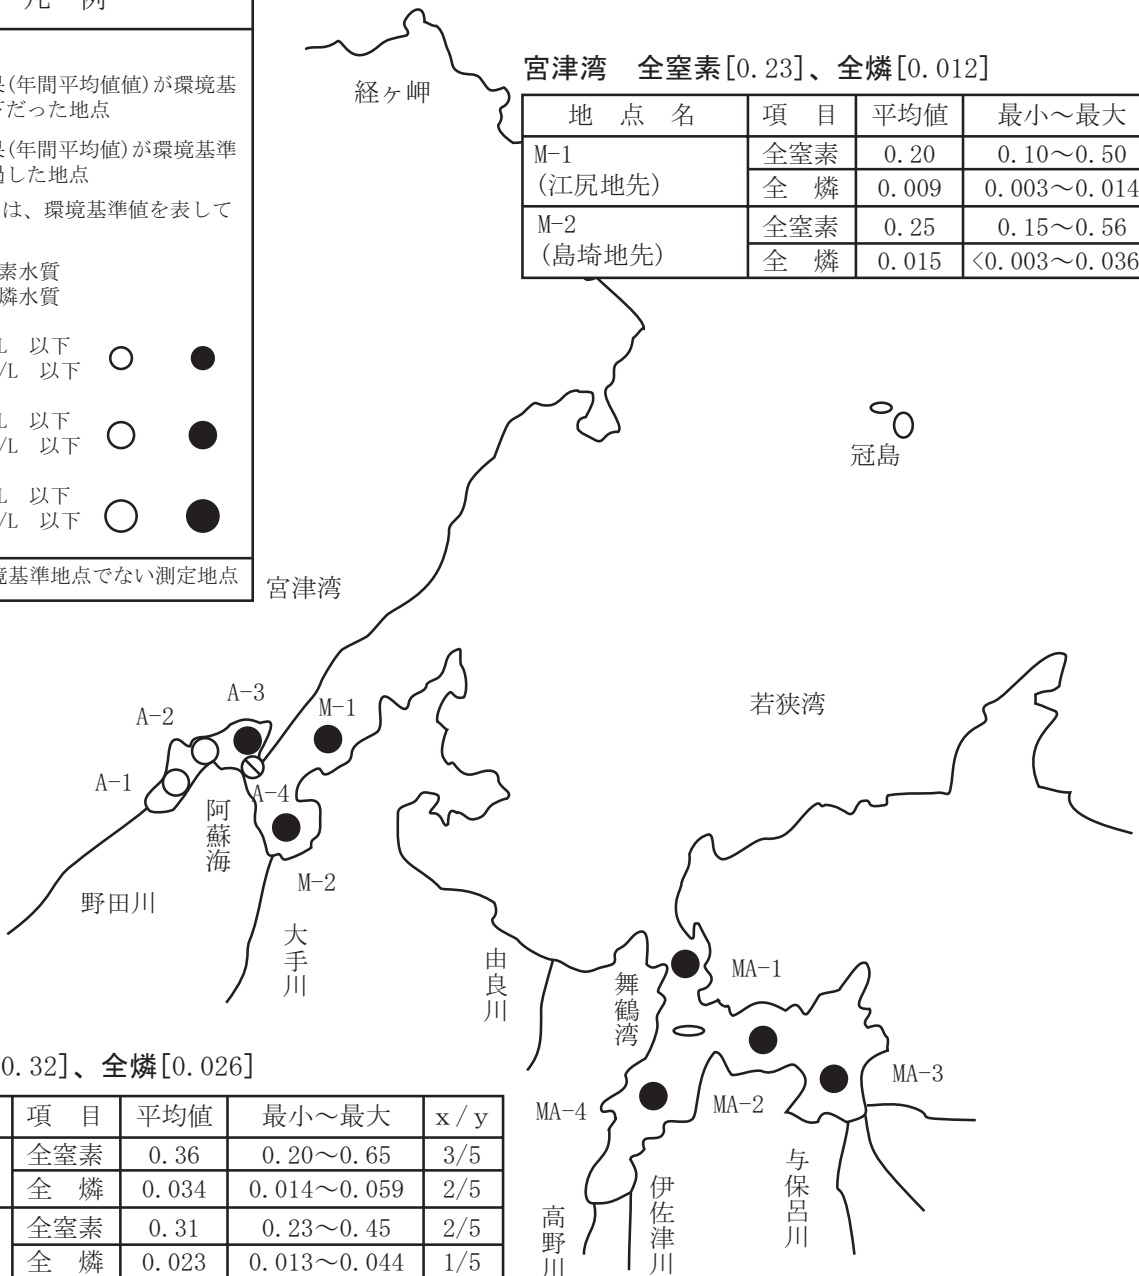 凡 例
(年間平均値値)が環境基
だった地点
(年間平均値)が環境基準
過した地点
は、環境基準値を表して
素水質
燐水質
L 以下
/L 以下
L 以下
/L 以下
L 以下
/L 以下
境基準地点でない測定地点
経ヶ岬
宮津湾 全窒素[0.23]、全燐[0.012]
地 点 名 項 目 平均値 最小～最大
M-1 全窒素 0.20 0.10～0.50
(江尻地先) 全 燐 0.009 0.003～0.014
M-2 全窒素 0.25 0.15～0.56
(島埼地先) 全 燐 0.015 <0.003～0.036
冠島
宮津湾
若狭湾
A-3
M-1
A-2
A-1
A-4
阿蘇海
M-2
野田川
大手川
由良川
舞鶴湾
MA-1
MA-3
MA-2
MA-4
与保呂川
伊佐津川
高野川
0.32]、全燐[0.026]
項 目 平均値 最小～最大 x/y
全窒素 0.36 0.20～0.65 3/5
全 燐 0.034 0.014～0.059 2/5
全窒素 0.31 0.23～0.45 2/5
全 燐 0.023 0.013～0.044 1/5